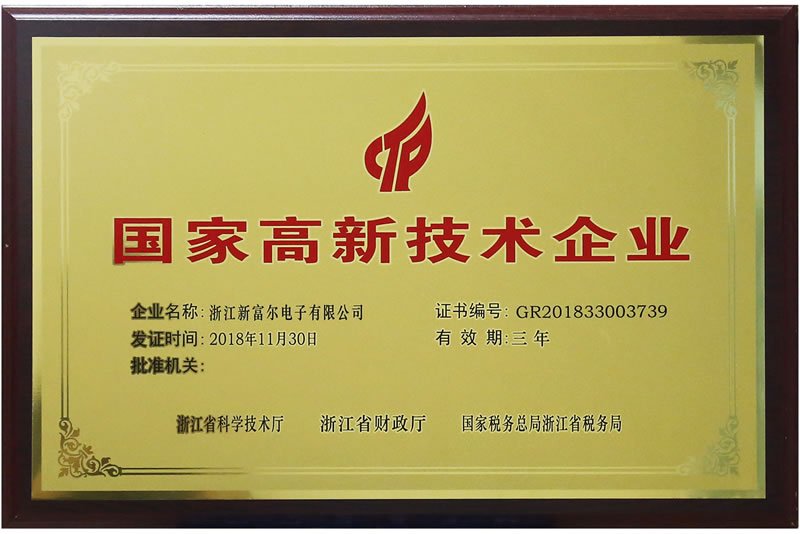 CTP
国家高新技术企业
企业名称: 浙江新富尔电子有限公司 证书编号: GR201833003739
发证时间: 2018年11月30日 有 效 期: 三 年
批准机关:
浙江省科学技术厅 浙江省财政厅 国家税务总局浙江省税务局